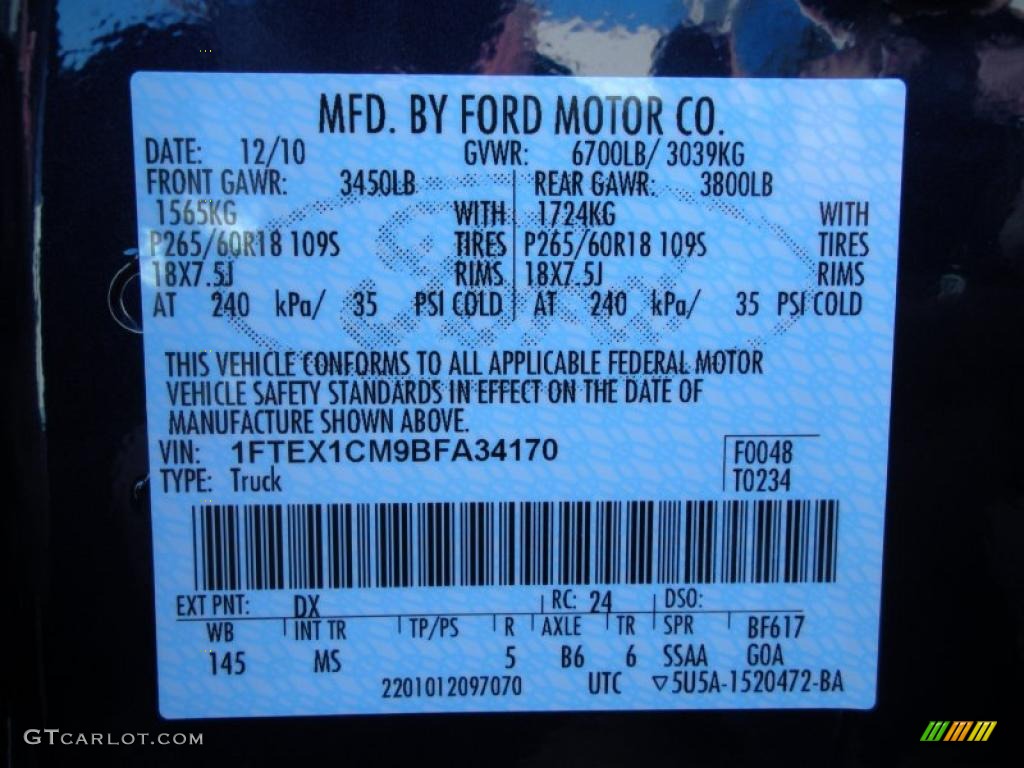 MFD. BY FORD MOTOR CO.
DATE: 12/10 GVWR: 6700LB/ 3039KG
FRONT GAWR: 3450LB REAR GAWR: 3800LB
1565KG WITH 1724KG WITH
P265/60R18 109S TIRES P265/60R18 109S TIRES
18X7.5J RIMS 18X7.5J RIMS
AT 240 kPa/ 35 PSI COLD AT 240 kPa/ 35 PSI COLD
THIS VEHICLE CONFORMS TO ALL APPLICABLE FEDERAL MOTOR
VEHICLE SAFETY STANDARDS IN EFFECT ON THE DATE OF
MANUFACTURE SHOWN ABOVE.
VIN: 1FTEX1CM9BFA34170 F0048
TYPE: Truck T0234
EXT PNT: DX RC: 24 DSO:
WB INT TR TP/PS R AXLE TR SPR BF617
145 MS 5 B6 6 SSAA GOA
2201012097070 UTC ▽5U5A-1520472-BA
GTCARLOT.COM